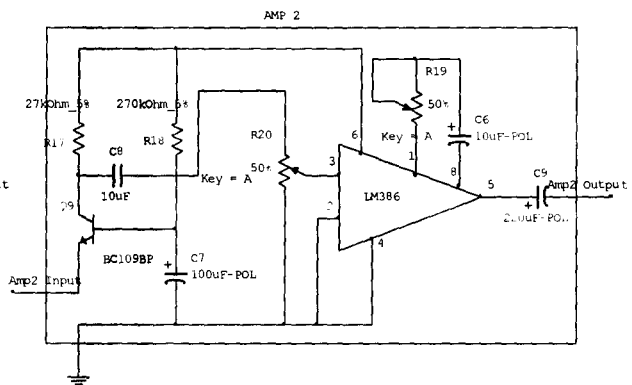 AMP 2
R19
27kOhm_5%
270kOhm_5%
50%
C6
R17
C8
R18
R20
6
Key = A
10uF-POL
3
1
50%
8
C9
10uF
Key = A
2
LM386
5
Amp2 Output
BC109BP
C7
100uF-POL
4
Amp2 Input